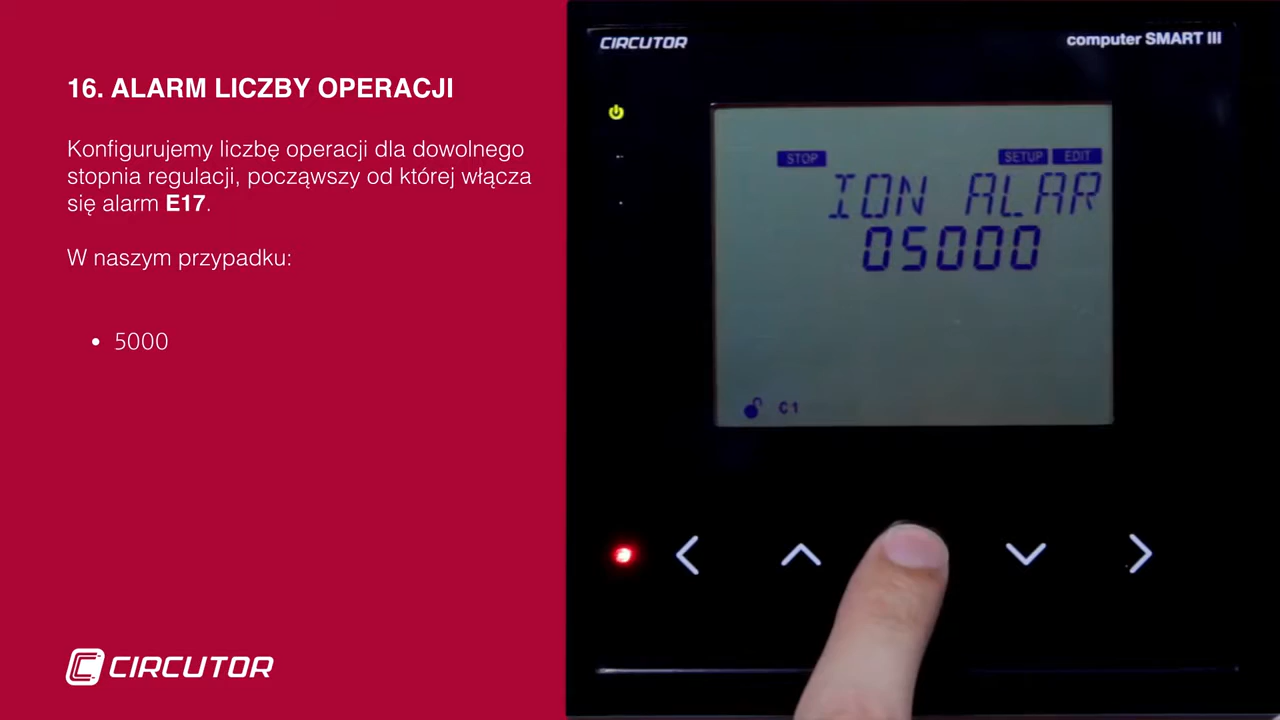 16. ALARM LICZBY OPERACJI
Konfigurujemy liczbę operacji dla dowolnego
stopnia regulacji, począwszy od której włącza
się alarm E17.
W naszym przypadku:
• 5000
CIRCUTOR
CIRCUTOR
computer SMART III
STOP
SETUP EDIT
ION ALAR
05000
C1